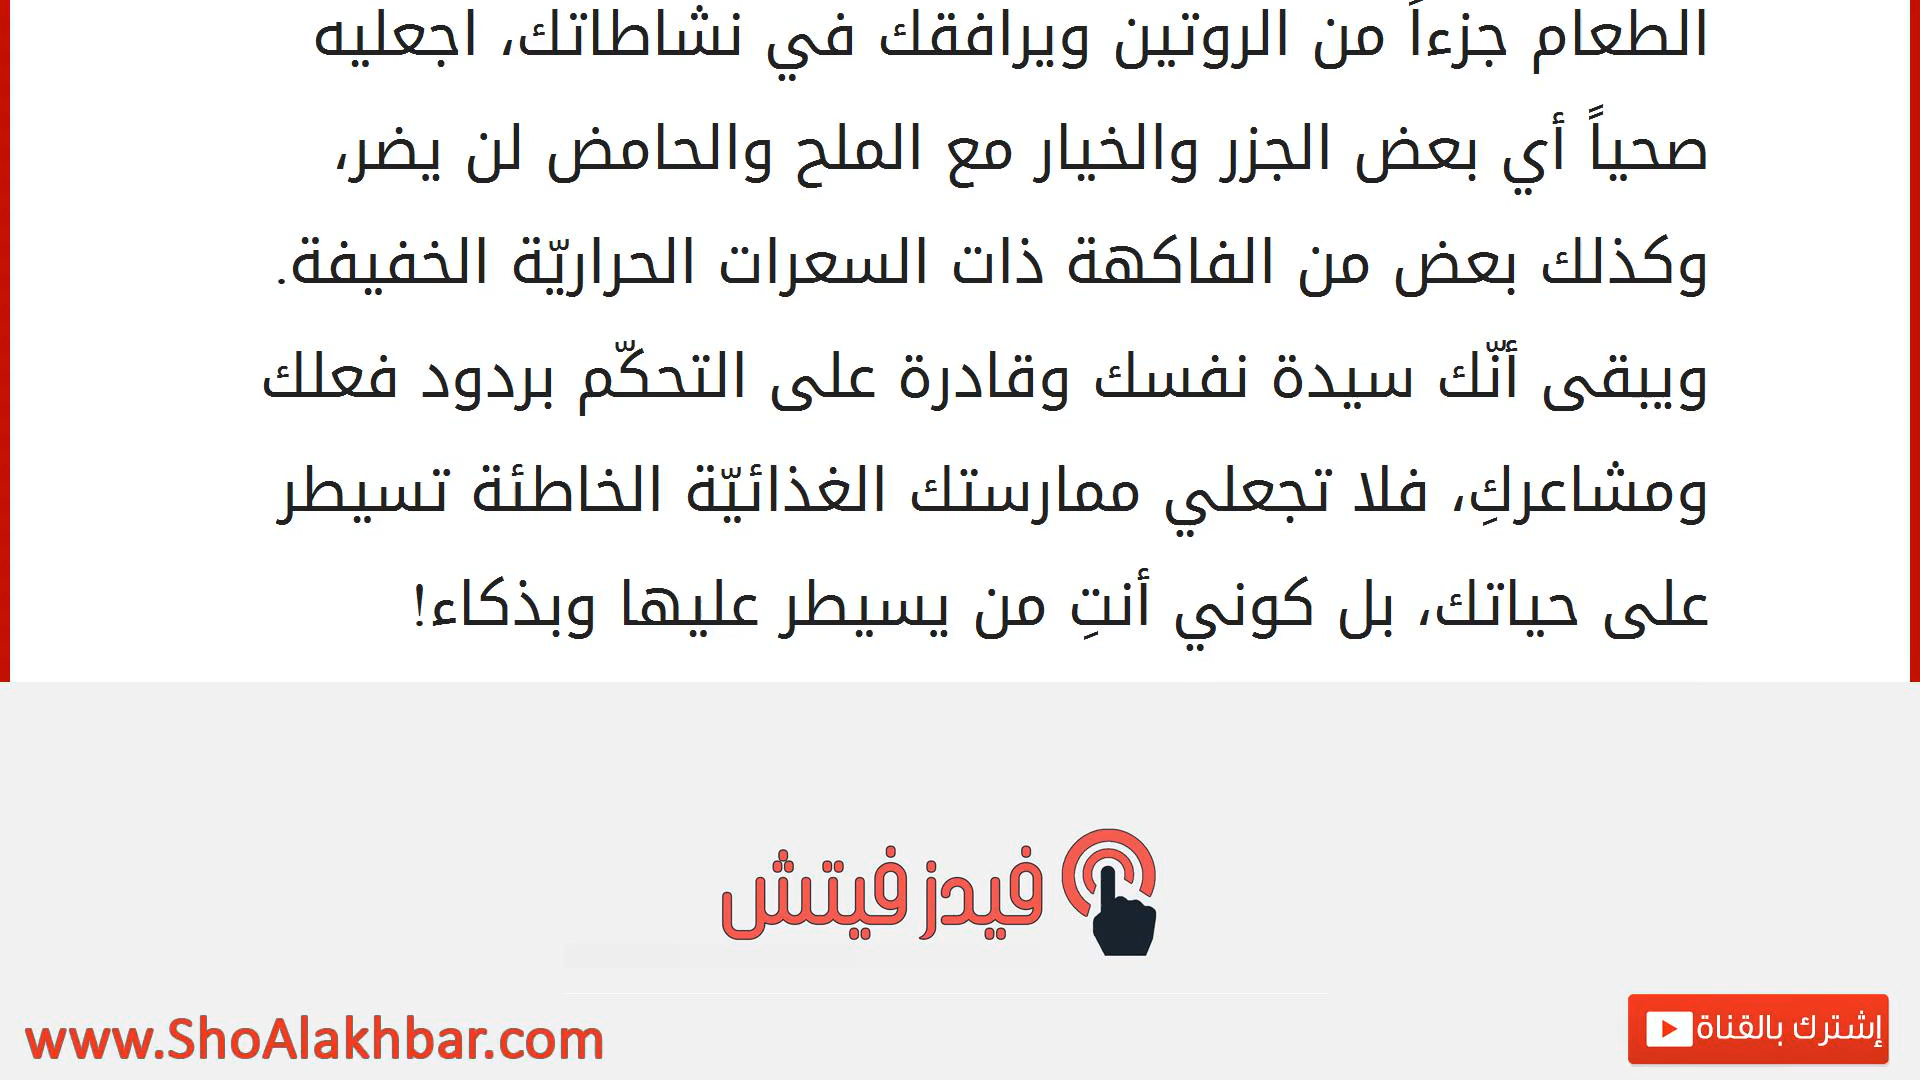 الطعام جزءاً من الروتين ويرافقك في نشاطاتك، اجعليه
صحياً أي بعض الجزر والخيار مع الملح والحامض لن يضر،
وكذلك بعض من الفاكهة ذات السعرات الحراريّة الخفيفة.
ويبقى أنّك سيدة نفسك وقادرة على التحكّم بردود فعلك
ومشاعركِ، فلا تجعلي ممارستك الغذائيّة الخاطئة تسيطر
على حياتك، بل كوني أنتِ من يسيطر عليها وبذكاء!
فيدز فيتش
www.ShoAlakhbar.com
إشترك بالقناة